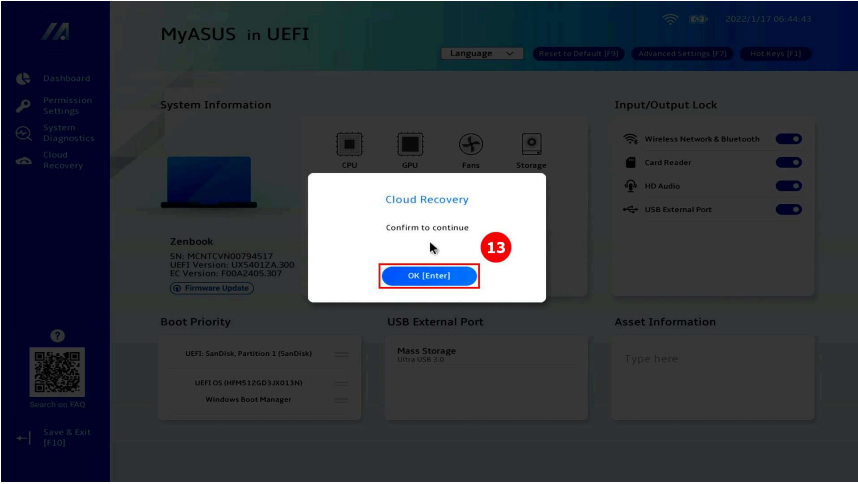 MyASUS in UEFI
2022/1/17 06:44:43
Language
Reset to Default [F9]
Advanced Settings [F7]
Hot Keys [F1]
Dashboard
Permission
Settings
System
Diagnostics
Cloud
Recovery
System Information
CPU
GPU
Fans
Storage
Input/Output Lock
Wireless Network & Bluetooth
Card Reader
HD Audio
USB External Port
Cloud Recovery
Confirm to continue
13
OK [Enter]
Zenbook
SN: MCNTCVN00794517
UEFI Version: UX5401ZA.300
EC Version: F00A2405.307
Firmware Update
Boot Priority
UEFI: SanDisk, Partition 1 (SanDisk)
UEFI OS (HFM512GD3JX013N)
Windows Boot Manager
USB External Port
Mass Storage
Ultra USB 3.0
Asset Information
Type here
?
Search on FAQ
Save & Exit
[F10]